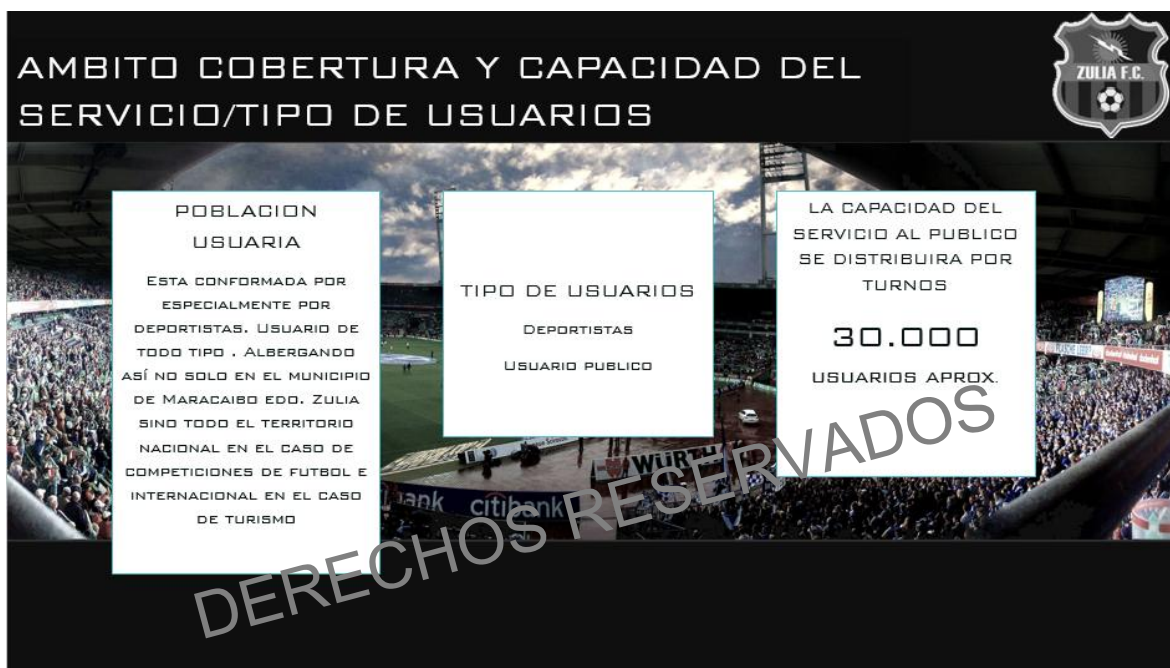 AMBITO COBERTURA Y CAPACIDAD DEL
SERVICIO/TIPO DE USUARIOS
ZULIA F.C.
POBLACION
USUARIA
ESTA CONFORMADA POR
ESPECIALMENTE POR
DEPORTISTAS. USUARIO DE
TODO TIPO . ALBERGANDO
ASÍ NO SOLO EN EL MUNICIPIO
DE MARACAIBO EDO. ZULIA
SINO TODO EL TERRITORIO
NACIONAL EN EL CASO DE
COMPETICIONES DE FUTBOL E
INTERNACIONAL EN EL CASO
DE TURISMO
TIPO DE USUARIOS
DEPORTISTAS
USUARIO PUBLICO
LA CAPACIDAD DEL
SERVICIO AL PUBLICO
SE DISTRIBUIRA POR
TURNOS
30.000
USUARIOS APROX.
WÜRTH
citibank
DERECHOS RESERVADOS